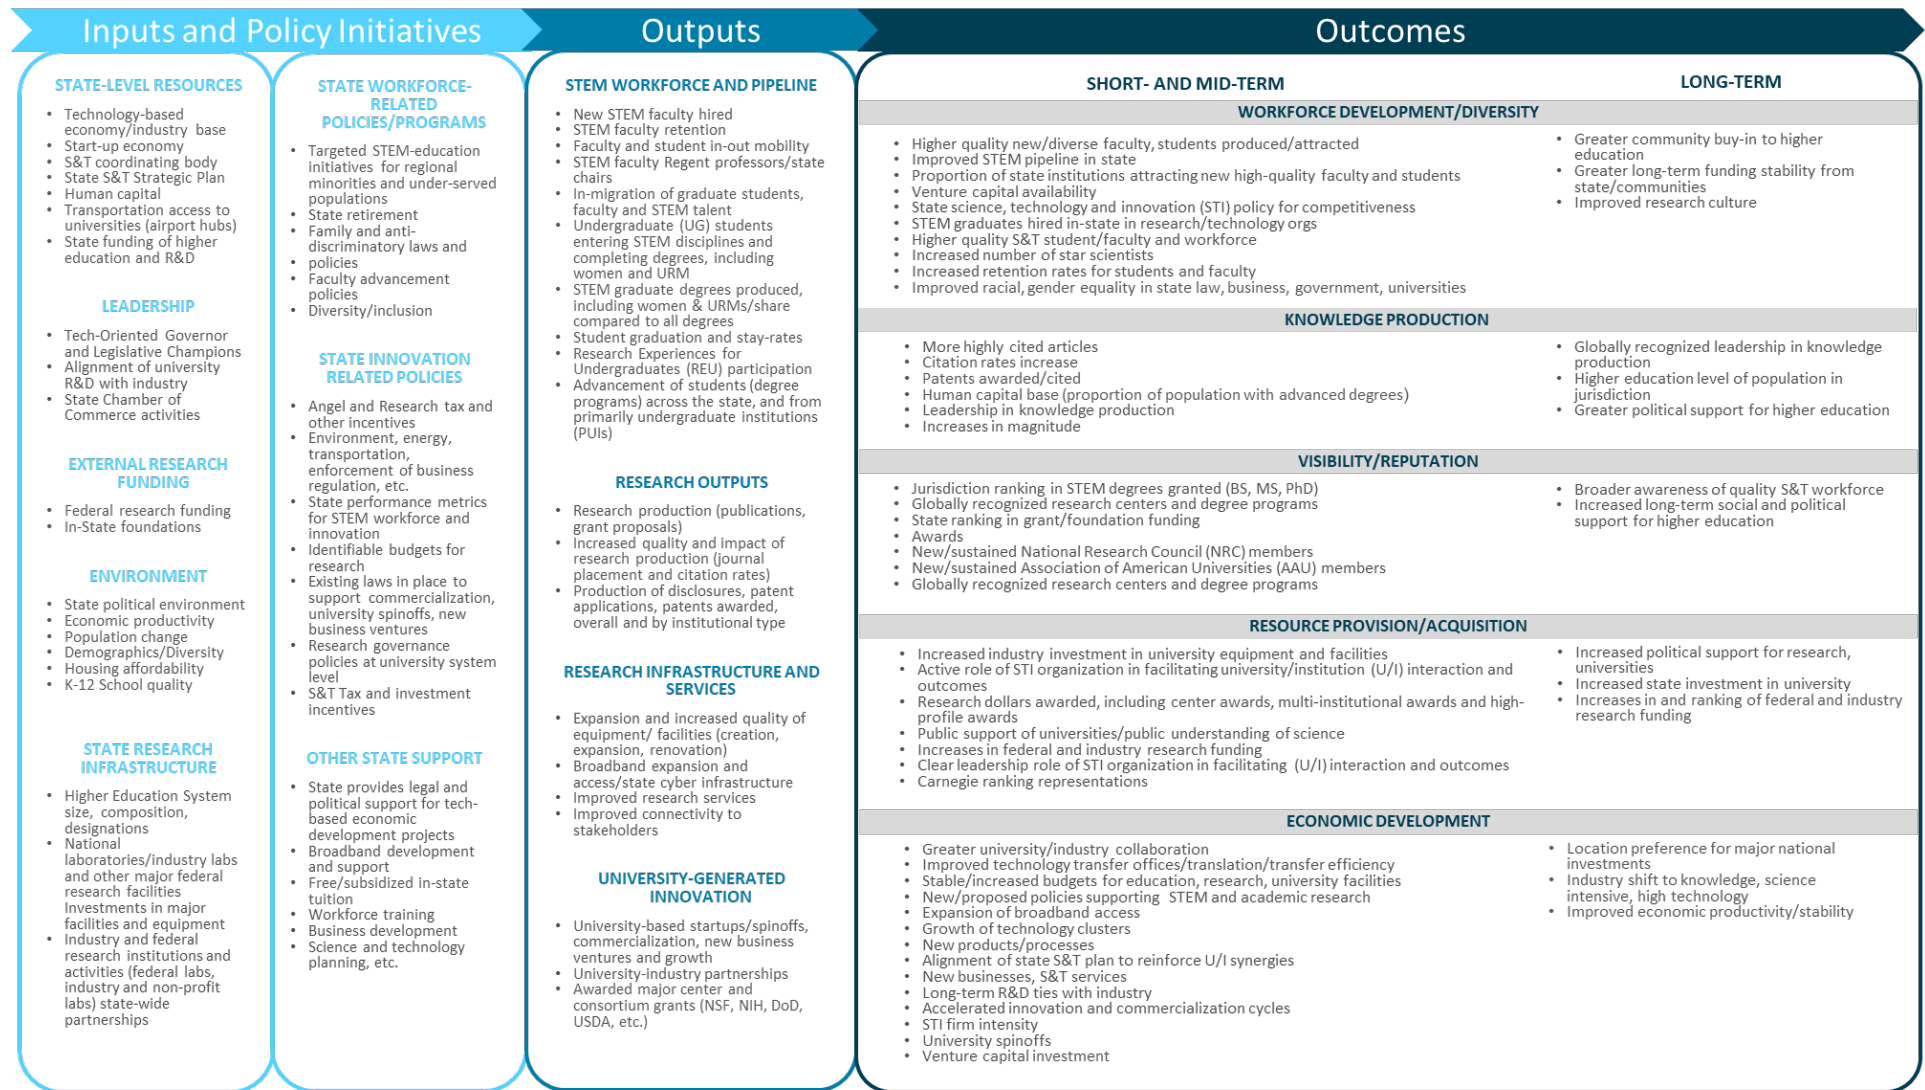 Inputs and Policy Initiatives
Outputs
Outcomes
STATE-LEVEL RESOURCES
• Technology-based
economy/industry base
• Start-up economy
• S&T coordinating body
• State S&T Strategic Plan
• Human capital
• Transportation access to
universities (airport hubs)
• State funding of higher
education and R&D
LEADERSHIP
• Tech-Oriented Governor
and Legislative Champions
• Alignment of university
R&D with industry
• State Chamber of
Commerce activities
EXTERNAL RESEARCH
FUNDING
• Federal research funding
• In-State foundations
ENVIRONMENT
• State political environment
• Economic productivity
• Population change
• Demographics/Diversity
• Housing affordability
• K-12 School quality
STATE RESEARCH
INFRASTRUCTURE
• Higher Education System
size, composition,
designations
• National
laboratories/industry labs
and other major federal
research facilities
Investments in major
facilities and equipment
• Industry and federal
research institutions and
activities (federal labs,
industry and non-profit
labs) state-wide
partnerships
STATE WORKFORCE-
RELATED
POLICIES/PROGRAMS
• Targeted STEM-education
initiatives for regional
minorities and under-served
populations
• State retirement
• Family and anti-
discriminatory laws and
• policies
• Faculty advancement
policies
• Diversity/inclusion
STATE INNOVATION
RELATED POLICIES
• Angel and Research tax and
other incentives
• Environment, energy,
transportation,
enforcement of business
regulation, etc.
• State performance metrics
for STEM workforce and
innovation
• Identifiable budgets for
research
• Existing laws in place to
support commercialization,
university spinoffs, new
business ventures
• Research governance
policies at university system
level
• S&T Tax and investment
incentives
OTHER STATE SUPPORT
• State provides legal and
political support for tech-
based economic
development projects
• Broadband development
and support
• Free/subsidized in-state
tuition
• Workforce training
• Business development
• Science and technology
planning, etc.
STEM WORKFORCE AND PIPELINE
• New STEM faculty hired
• STEM faculty retention
• Faculty and student in-out mobility
• STEM faculty Regent professors/state
chairs
• In-migration of graduate students,
faculty and STEM talent
• Undergraduate (UG) students
entering STEM disciplines and
completing degrees, including
women and URM
• STEM graduate degrees produced,
including women & URMs/share
compared to all degrees
• Student graduation and stay-rates
• Research Experiences for
Undergraduates (REU) participation
• Advancement of students (degree
programs) across the state, and from
primarily undergraduate institutions
(PUIs)
RESEARCH OUTPUTS
• Research production (publications,
grant proposals)
• Increased quality and impact of
research production (journal
placement and citation rates)
• Production of disclosures, patent
applications, patents awarded,
overall and by institutional type
RESEARCH INFRASTRUCTURE AND
SERVICES
• Expansion and increased quality of
equipment/ facilities (creation,
expansion, renovation)
• Broadband expansion and
access/state cyber infrastructure
• Improved research services
• Improved connectivity to
stakeholders
UNIVERSITY-GENERATED
INNOVATION
• University-based startups/spinoffs,
commercialization, new business
ventures and growth
• University-industry partnerships
• Awarded major center and
consortium grants (NSF, NIH, DoD,
USDA, etc.)
SHORT- AND MID-TERM
LONG-TERM
WORKFORCE DEVELOPMENT/DIVERSITY
• Higher quality new/diverse faculty, students produced/attracted
• Improved STEM pipeline in state
• Proportion of state institutions attracting new high-quality faculty and students
• Venture capital availability
• State science, technology and innovation (STI) policy for competitiveness
• STEM graduates hired in-state in research/technology orgs
• Higher quality S&T student/faculty and workforce
• Increased number of star scientists
• Increased retention rates for students and faculty
• Improved racial, gender equality in state law, business, government, universities
• Greater community buy-in to higher
education
• Greater long-term funding stability from
state/communities
• Improved research culture
KNOWLEDGE PRODUCTION
• More highly cited articles
• Citation rates increase
• Patents awarded/cited
• Human capital base (proportion of population with advanced degrees)
• Leadership in knowledge production
• Increases in magnitude
• Globally recognized leadership in knowledge
production
• Higher education level of population in
jurisdiction
• Greater political support for higher education
VISIBILITY/REPUTATION
• Jurisdiction ranking in STEM degrees granted (BS, MS, PhD)
• Globally recognized research centers and degree programs
• State ranking in grant/foundation funding
• Awards
• New/sustained National Research Council (NRC) members
• New/sustained Association of American Universities (AAU) members
• Globally recognized research centers and degree programs
• Broader awareness of quality S&T workforce
• Increased long-term social and political
support for higher education
RESOURCE PROVISION/ACQUISITION
• Increased industry investment in university equipment and facilities
• Active role of STI organization in facilitating university/institution (U/I) interaction and
outcomes
• Research dollars awarded, including center awards, multi-institutional awards and high-
profile awards
• Public support of universities/public understanding of science
• Increases in federal and industry research funding
• Clear leadership role of STI organization in facilitating (U/I) interaction and outcomes
• Carnegie ranking representations
• Increased political support for research,
universities
• Increased state investment in university
• Increases in and ranking of federal and industry
research funding
ECONOMIC DEVELOPMENT
• Greater university/industry collaboration
• Improved technology transfer offices/translation/transfer efficiency
• Stable/increased budgets for education, research, university facilities
• New/proposed policies supporting STEM and academic research
• Expansion of broadband access
• Growth of technology clusters
• New products/processes
• Alignment of state S&T plan to reinforce U/I synergies
• New businesses, S&T services
• Long-term R&D ties with industry
• Accelerated innovation and commercialization cycles
• STI firm intensity
• University spinoffs
• Venture capital investment
• Location preference for major national
investments
• Industry shift to knowledge, science
intensive, high technology
• Improved economic productivity/stability